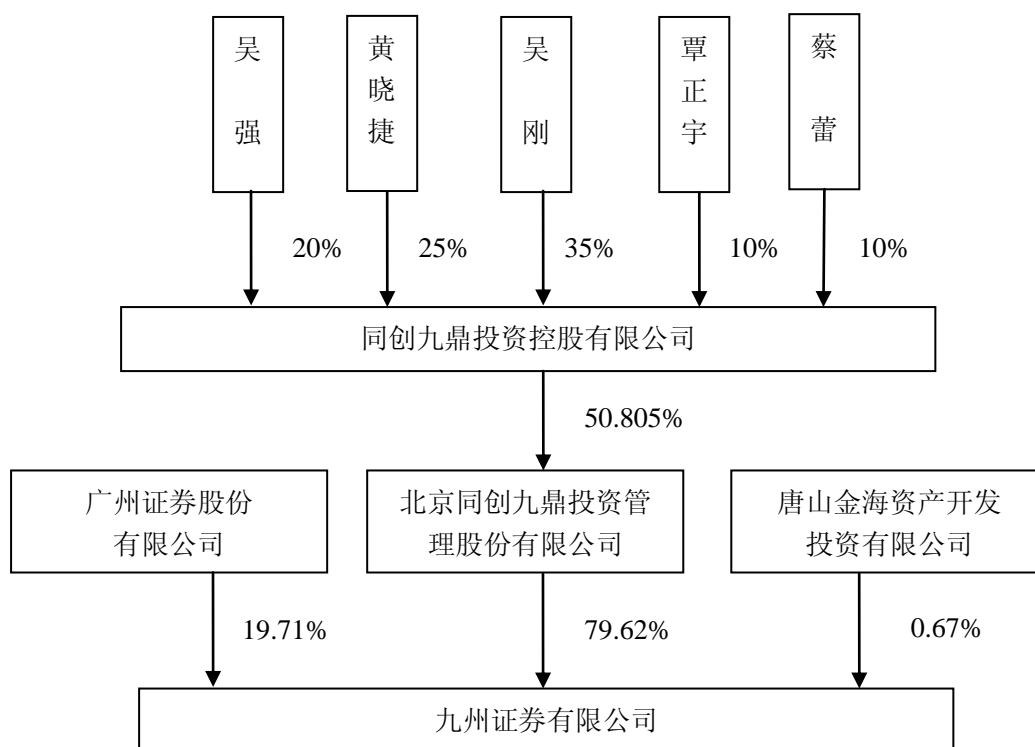 吴强
黄晓捷
吴刚
覃正宇
蔡蕾
20%
25%
35%
10%
10%
同创九鼎投资控股有限公司
50.805%
广州证券股份
有限公司
北京同创九鼎投资管
理股份有限公司
唐山金海资产开发
投资有限公司
19.71%
79.62%
0.67%
九州证券有限公司